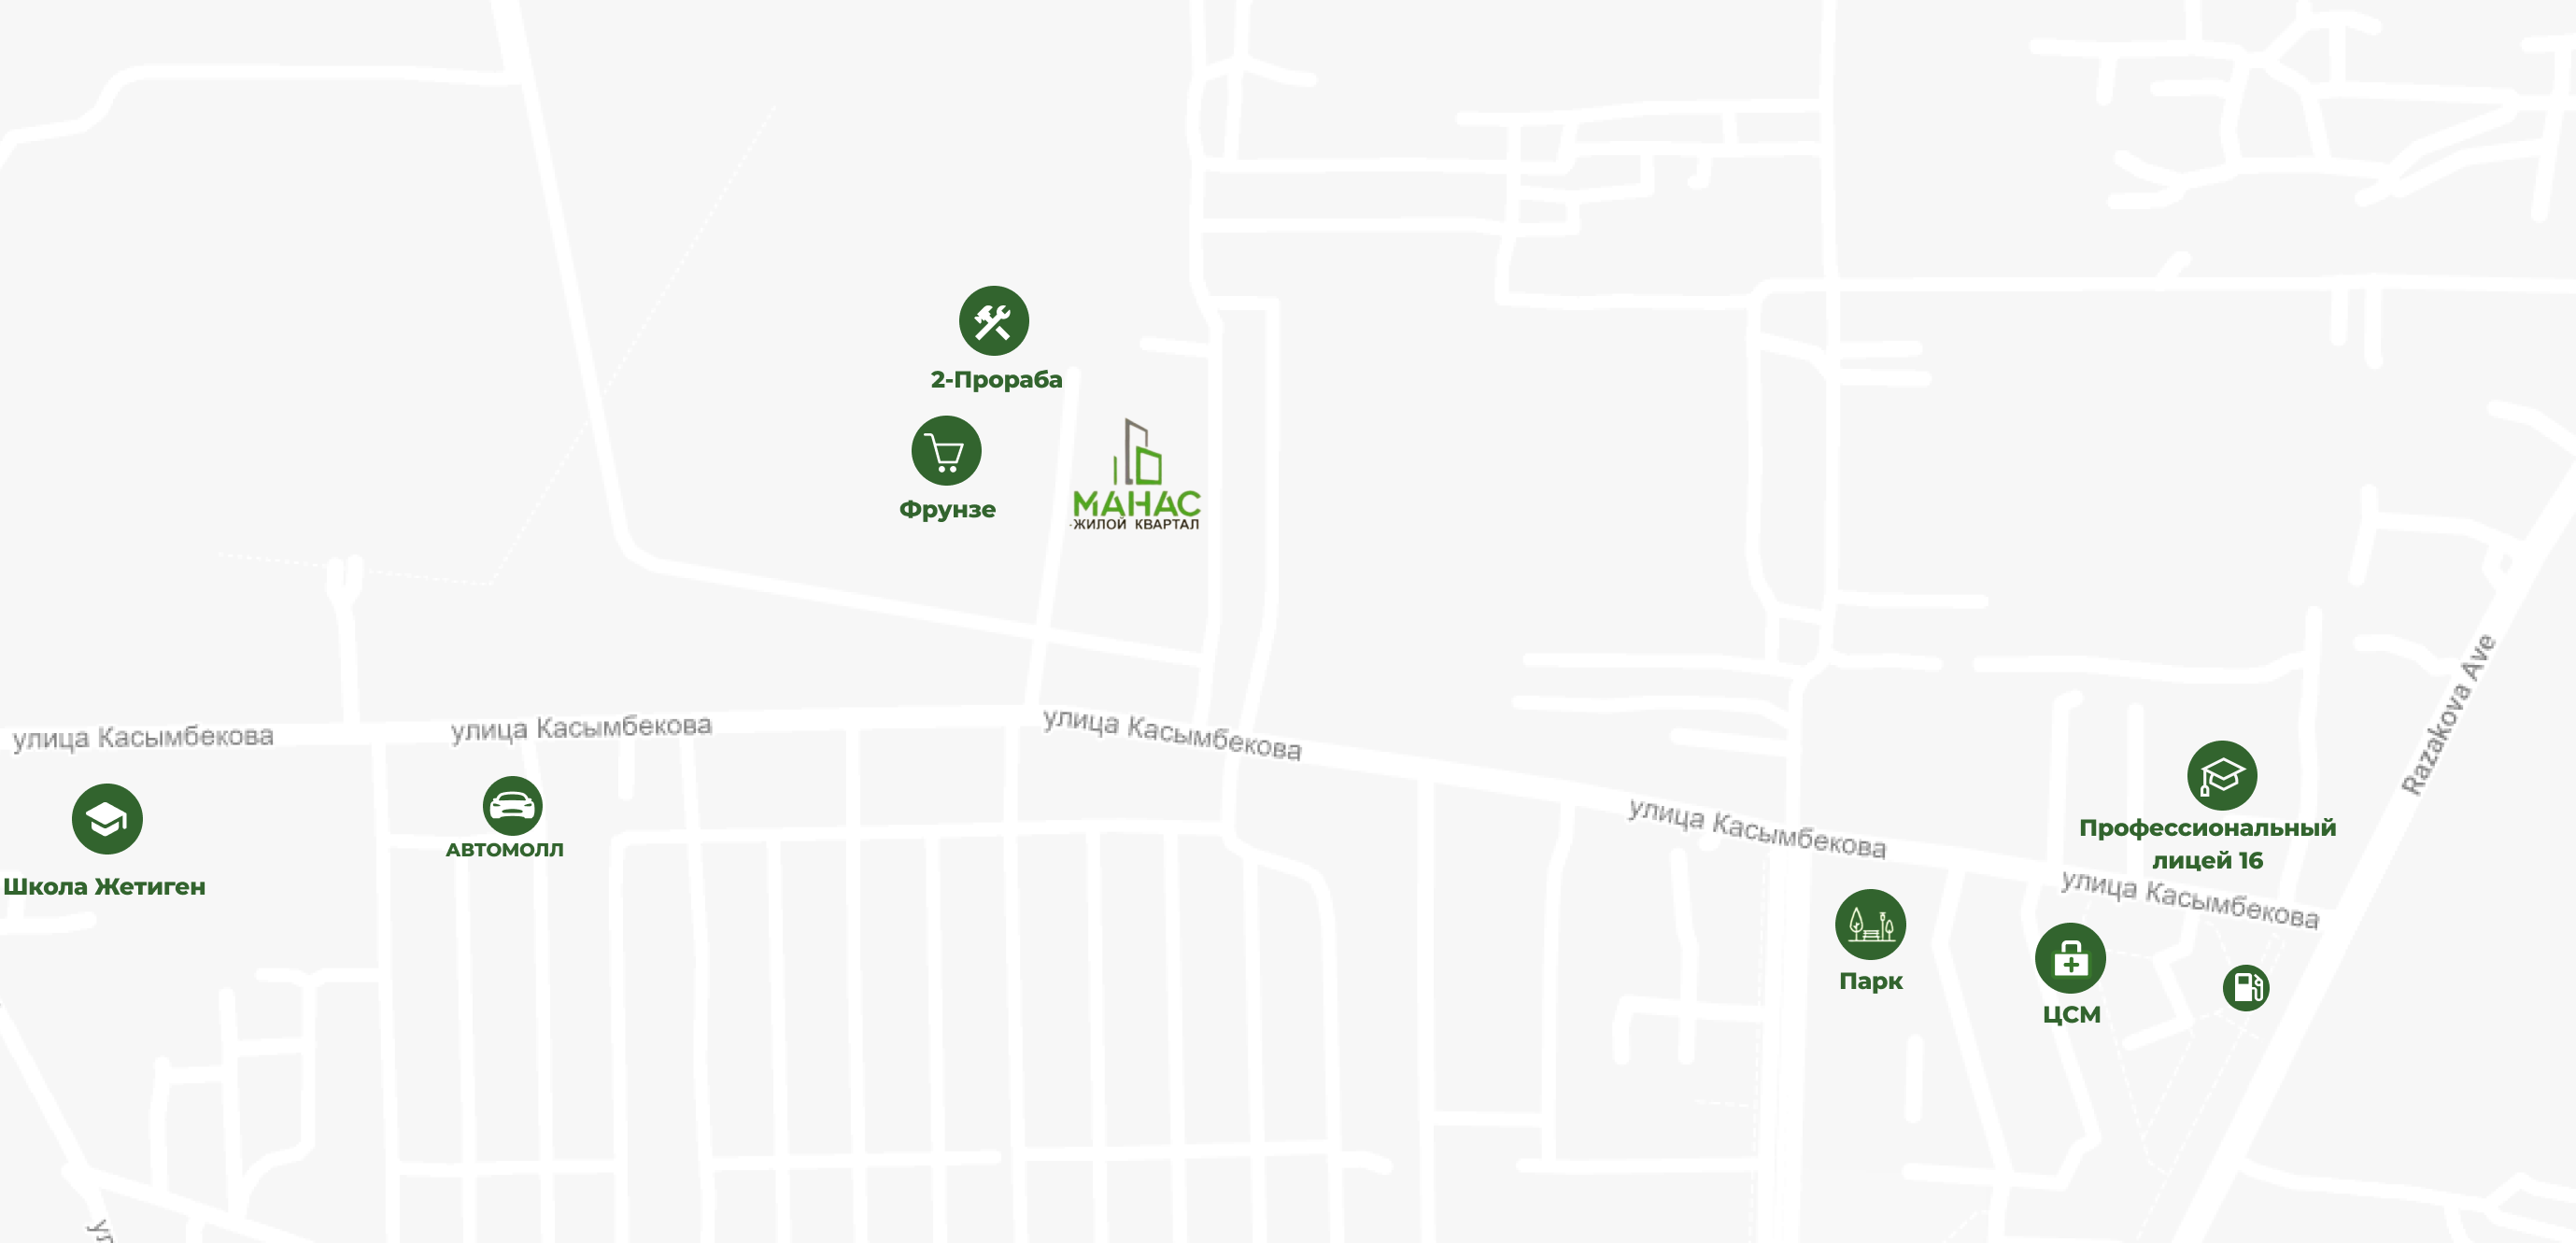 2-Прораба
Фрунзе
МАНАС
ЖИЛОЙ КВАРТАЛ
Razakova Ave
улица Касымбекова
улица Касымбекова
улица Касымбекова
улица Касымбекова
улица Касымбекова
Школа Жетиген
АВТОМОЛЛ
Профессиональный
лицей 16
Парк
ЦСМ